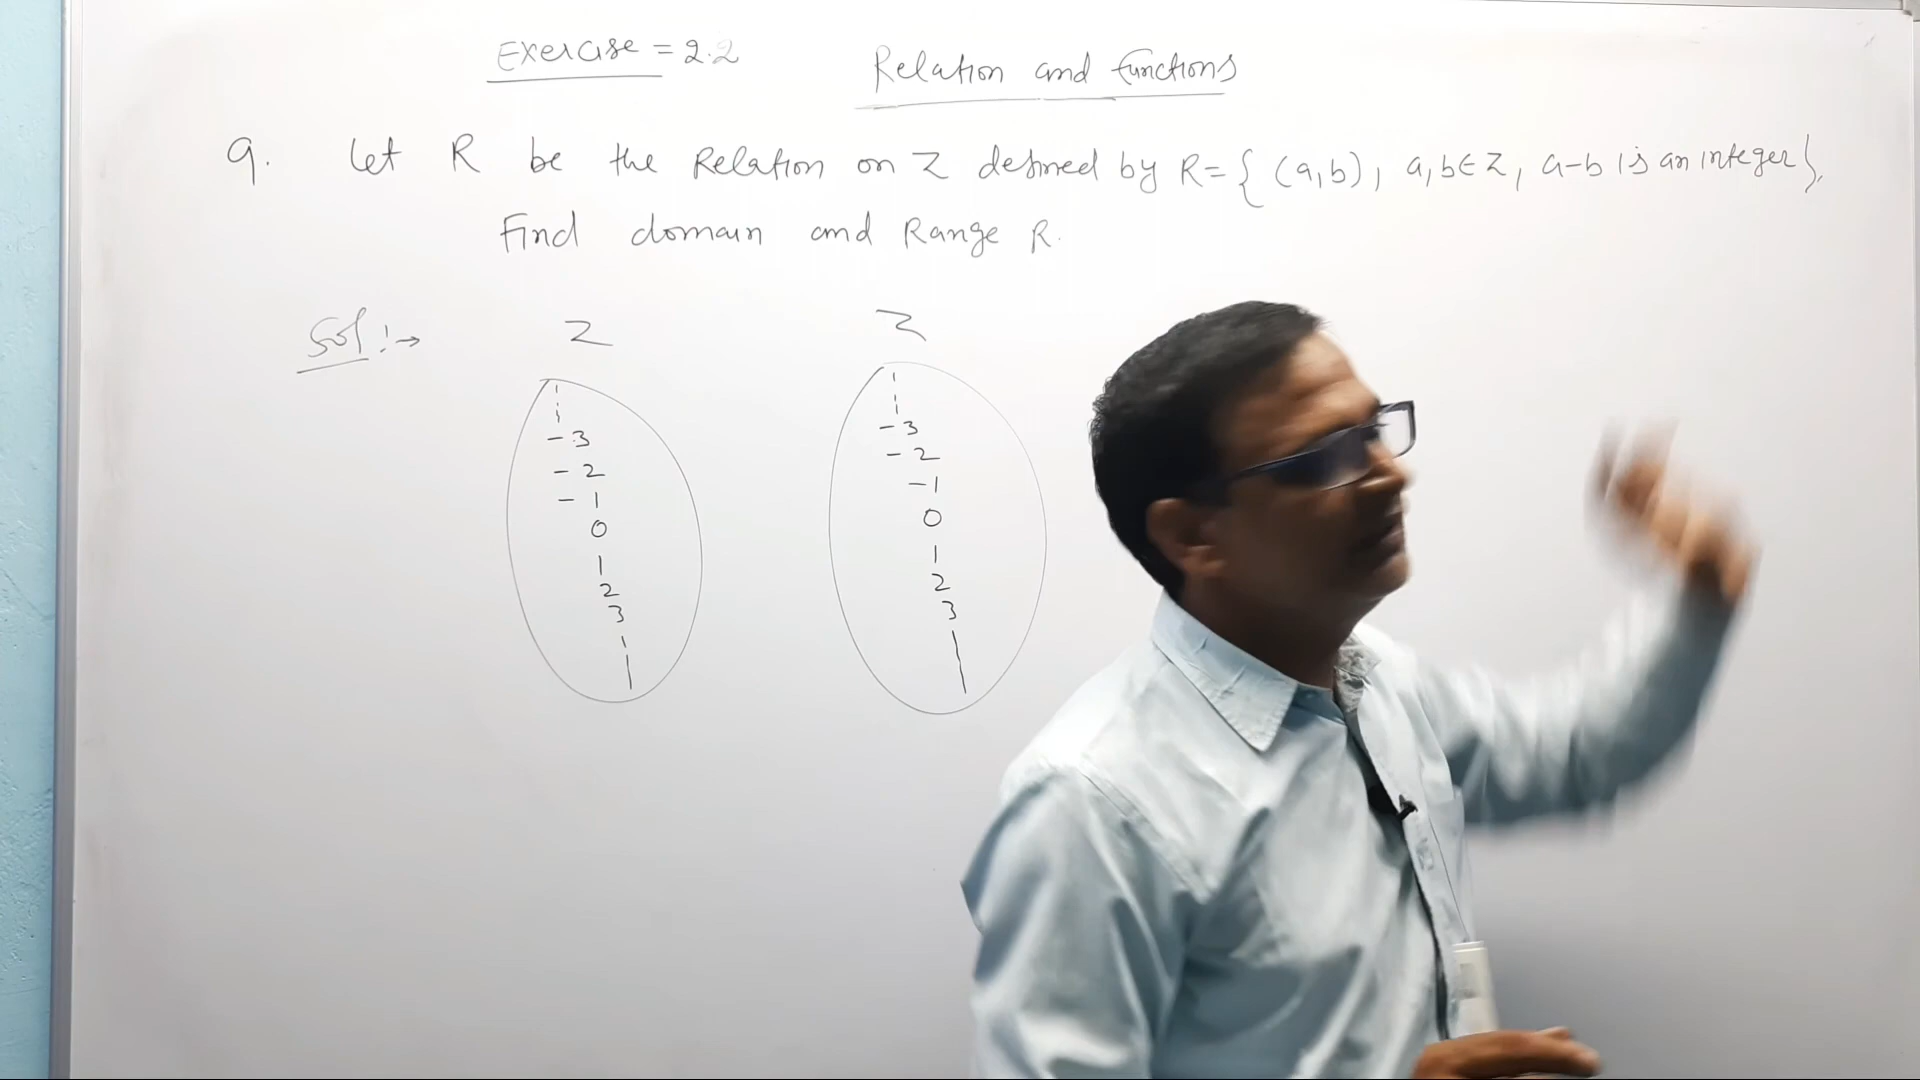 Exercise = 2.2
Relation and functions
9. Let R be the Relation on Z defined by R = { (a,b), a,b ∈ Z, a-b is an integer }.
Find domain and Range R.
Sol :→ Z Z
-3 -3
-2 -2
-1 -1
0 0
1 1
2 2
3 3